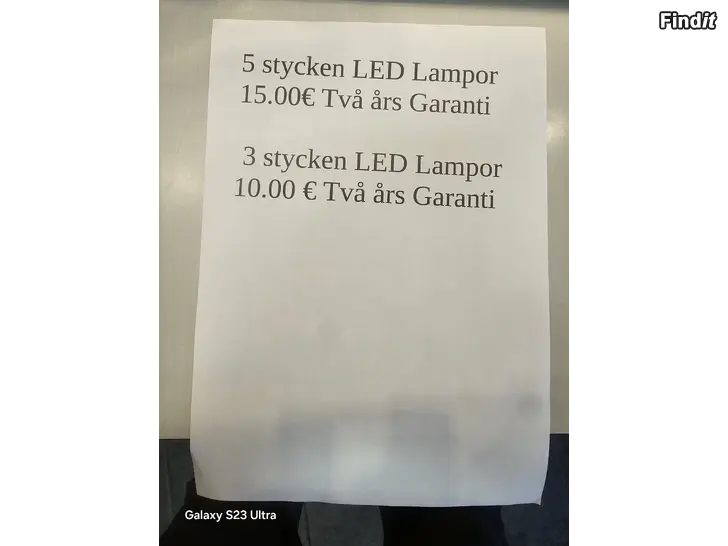 Findit
5 stycken LED Lampor
15.00€ Två års Garanti
3 stycken LED Lampor
10.00 € Två års Garanti
Galaxy S23 Ultra